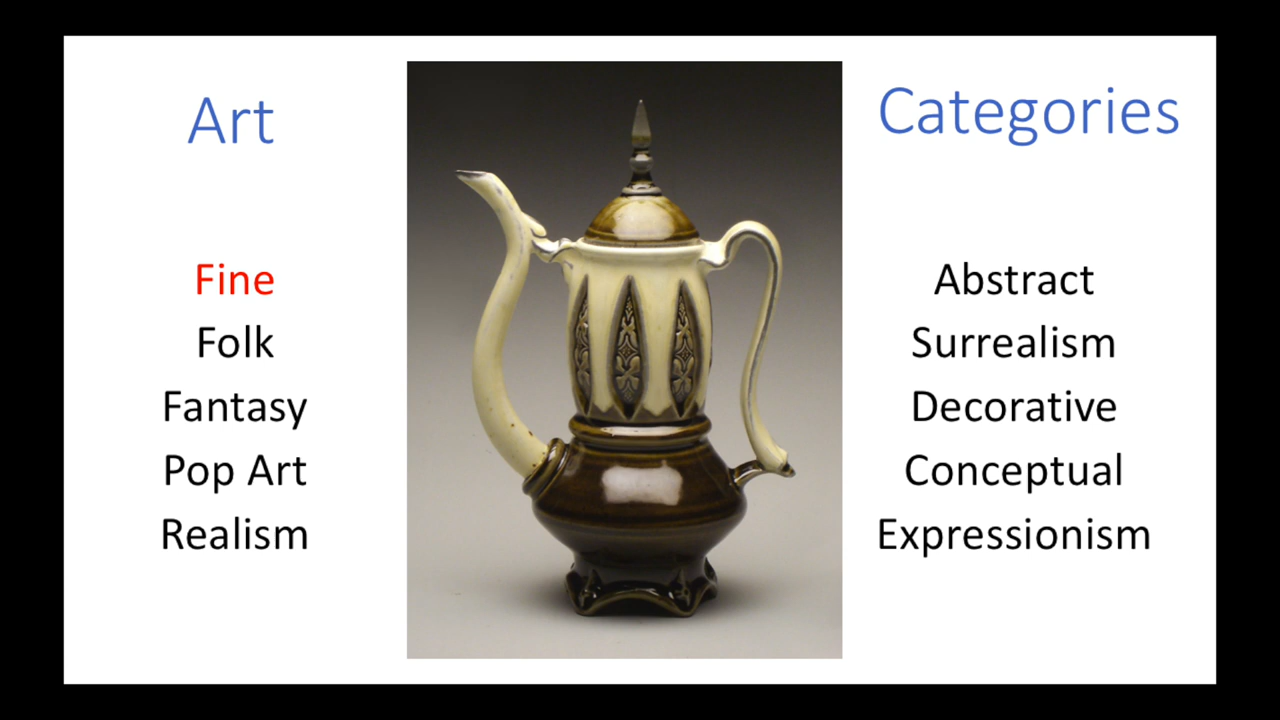 Art
Categories
Fine
Folk
Fantasy
Pop Art
Realism
Abstract
Surrealism
Decorative
Conceptual
Expressionism